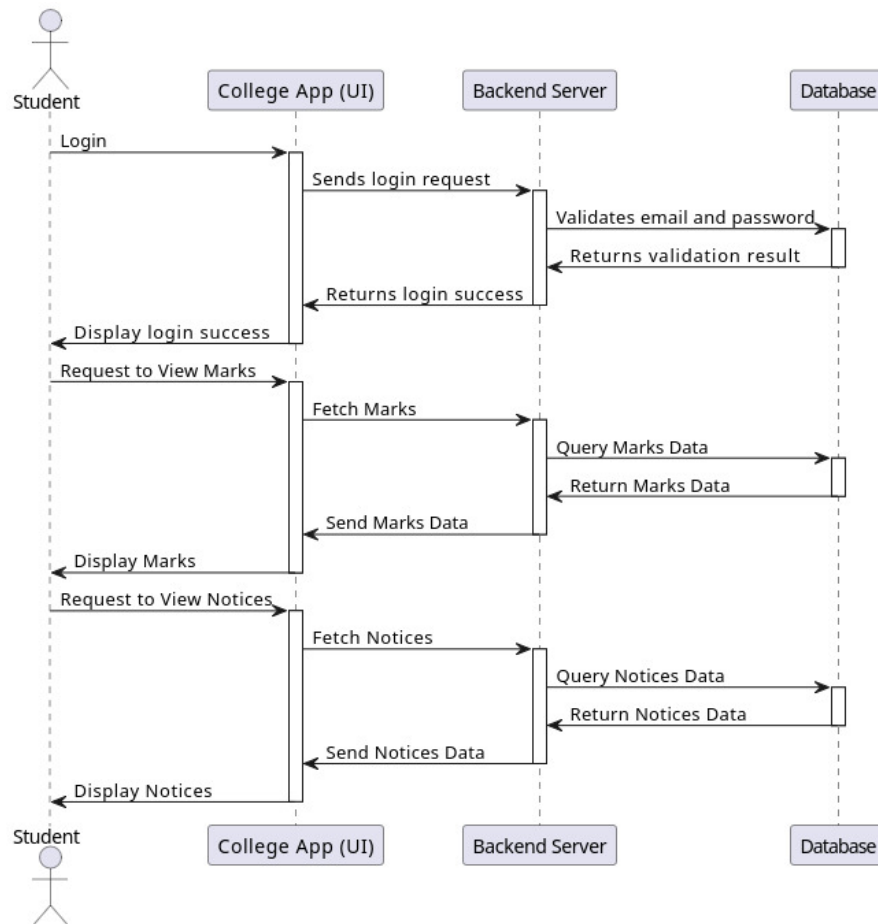 Student
College App (UI)
Backend Server
Database
Login
Sends login request
Validates email and password
Returns validation result
Returns login success
Display login success
Request to View Marks
Fetch Marks
Query Marks Data
Return Marks Data
Send Marks Data
Display Marks
Request to View Notices
Fetch Notices
Query Notices Data
Return Notices Data
Send Notices Data
Display Notices
Student
College App (UI)
Backend Server
Database